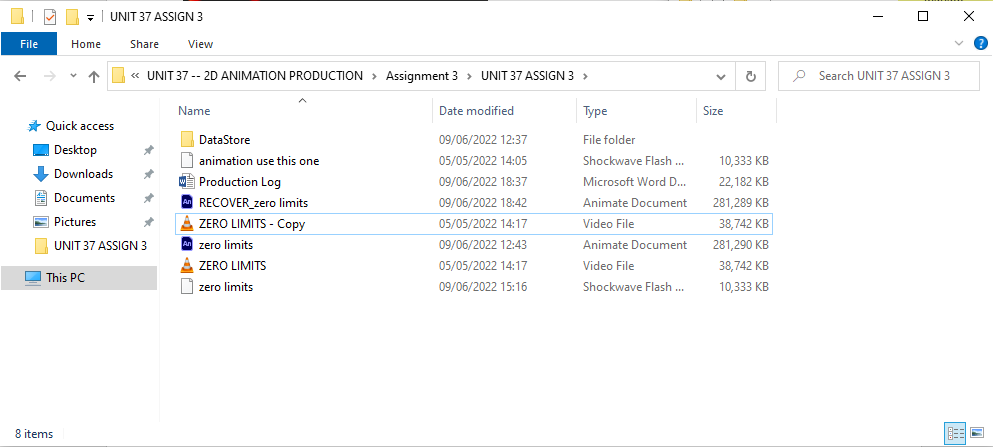 UNIT 37 ASSIGN 3
File Home Share View
« UNIT 37 -- 2D ANIMATION PRODUCTION > Assignment 3 > UNIT 37 ASSIGN 3 >
Search UNIT 37 ASSIGN 3
Quick access
Desktop
Downloads
Documents
Pictures
UNIT 37 ASSIGN 3
This PC
Name Date modified Type Size
DataStore 09/06/2022 12:37 File folder
animation use this one 05/05/2022 14:05 Shockwave Flash ... 10,333 KB
Production Log 09/06/2022 18:37 Microsoft Word D... 22,182 KB
An RECOVER_zero limits 09/06/2022 18:42 Animate Document 281,289 KB
ZERO LIMITS - Copy 05/05/2022 14:17 Video File 38,742 KB
An zero limits 09/06/2022 12:43 Animate Document 281,290 KB
ZERO LIMITS 05/05/2022 14:17 Video File 38,742 KB
zero limits 09/06/2022 15:16 Shockwave Flash ... 10,333 KB
8 items